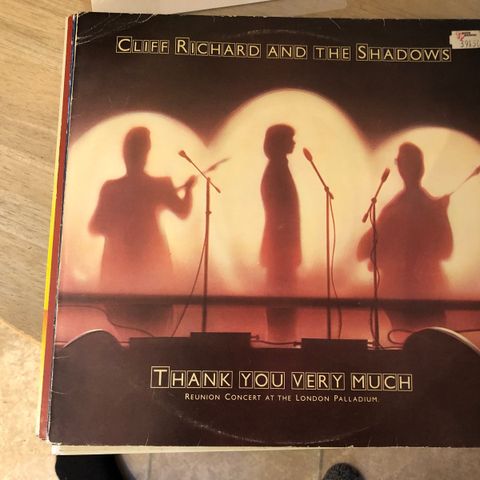 CLIFF RICHARD AND THE SHADOWS
THANK YOU VERY MUCH
REUNION CONCERT AT THE LONDON PALLADIUM.